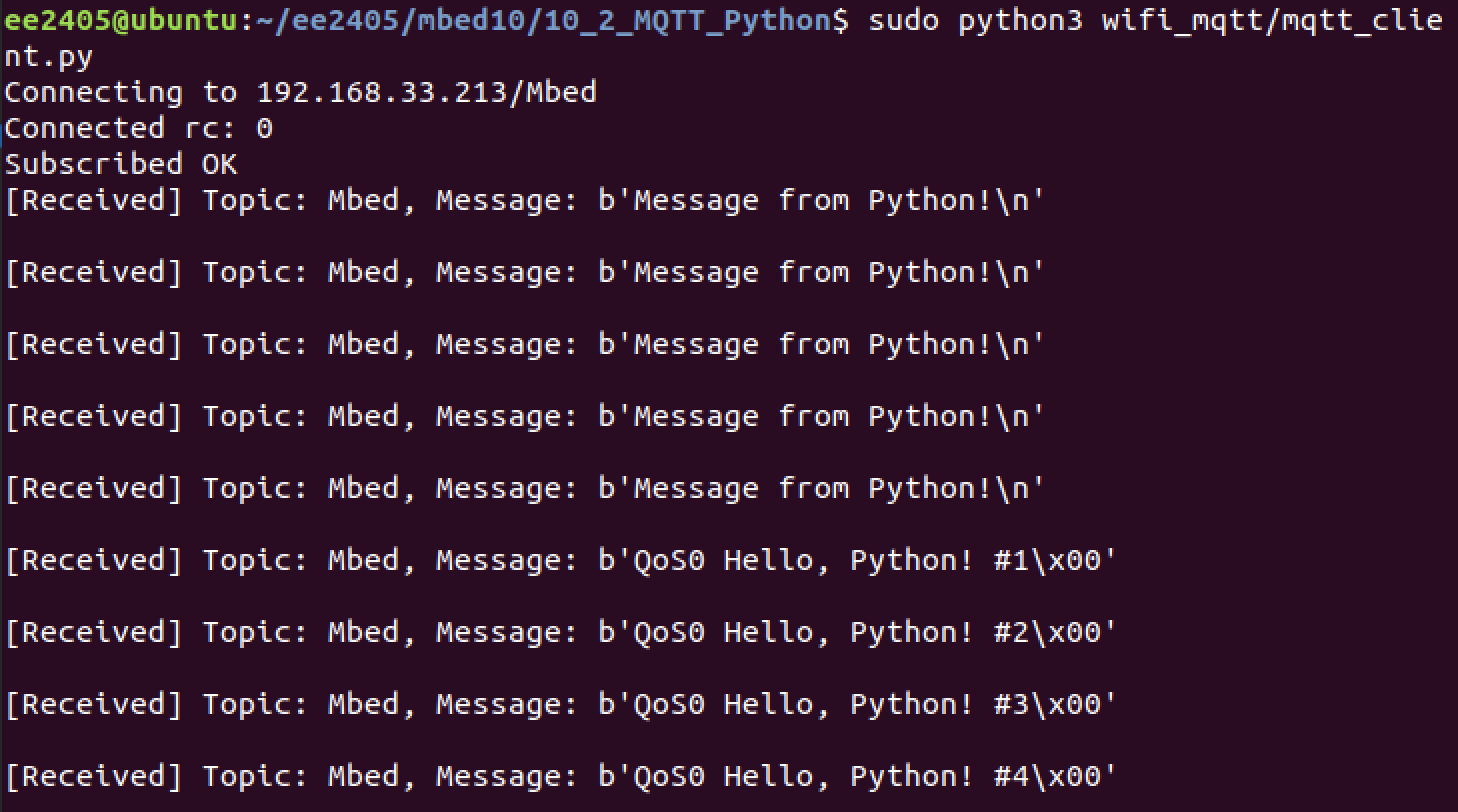 ee2405@ubuntu:~/ee2405/mbed10/10_2_MQTT_Python$ sudo python3 wifi_mqtt/mqtt_clie
nt.py
Connecting to 192.168.33.213/Mbed
Connected rc: 0
Subscribed OK
[Received] Topic: Mbed, Message: b'Message from Python!\n'
[Received] Topic: Mbed, Message: b'Message from Python!\n'
[Received] Topic: Mbed, Message: b'Message from Python!\n'
[Received] Topic: Mbed, Message: b'Message from Python!\n'
[Received] Topic: Mbed, Message: b'Message from Python!\n'
[Received] Topic: Mbed, Message: b'QoS0 Hello, Python! #1\x00'
[Received] Topic: Mbed, Message: b'QoS0 Hello, Python! #2\x00'
[Received] Topic: Mbed, Message: b'QoS0 Hello, Python! #3\x00'
[Received] Topic: Mbed, Message: b'QoS0 Hello, Python! #4\x00'